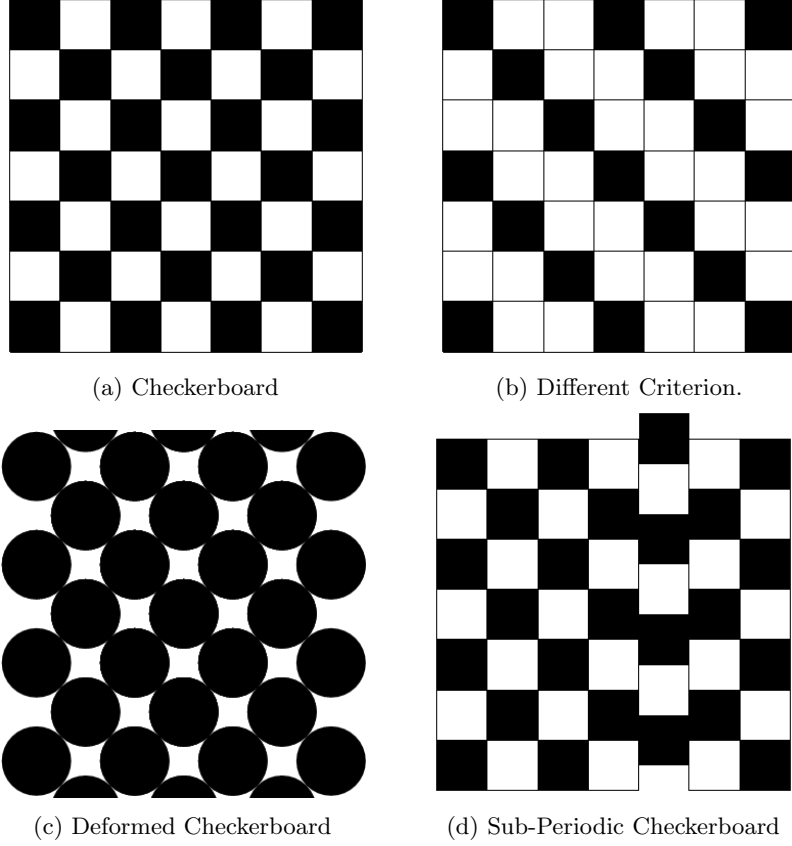 (a) Checkerboard
(b) Different Criterion.
(c) Deformed Checkerboard
(d) Sub-Periodic Checkerboard